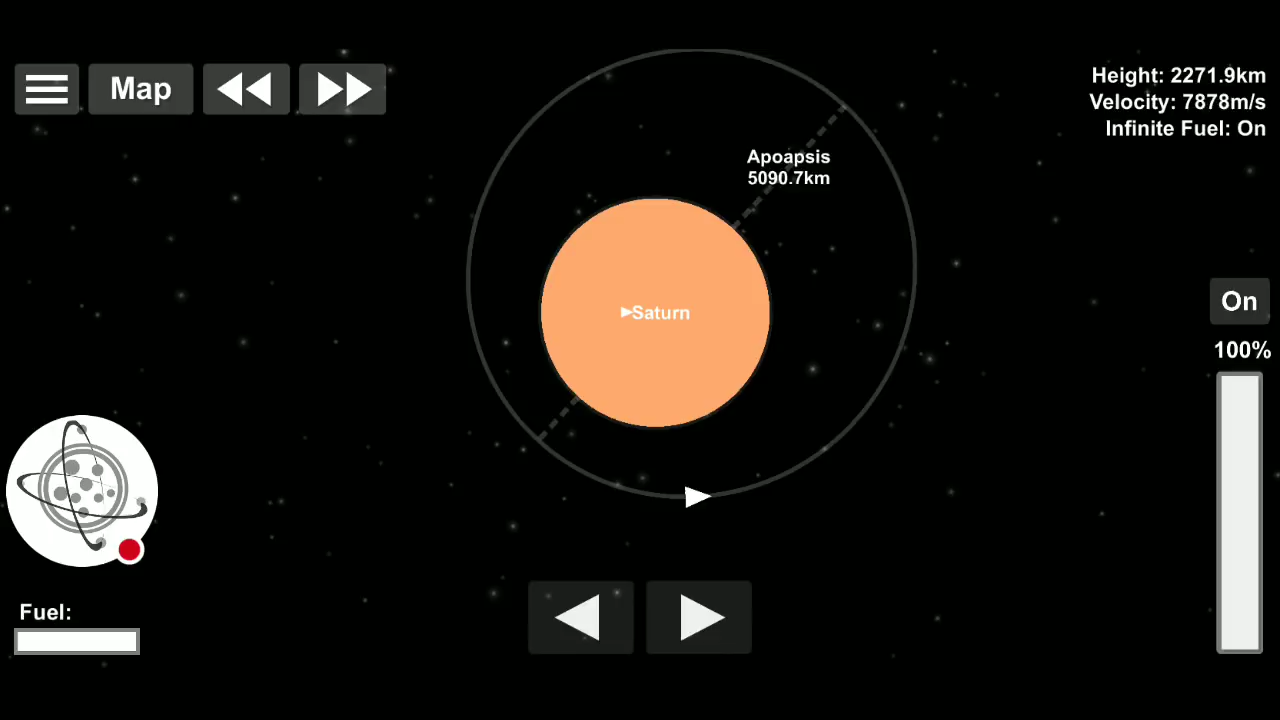 Map
Height: 2271.9km
Velocity: 7878m/s
Infinite Fuel: On
Apoapsis
5090.7km
Saturn
On
100%
Fuel: